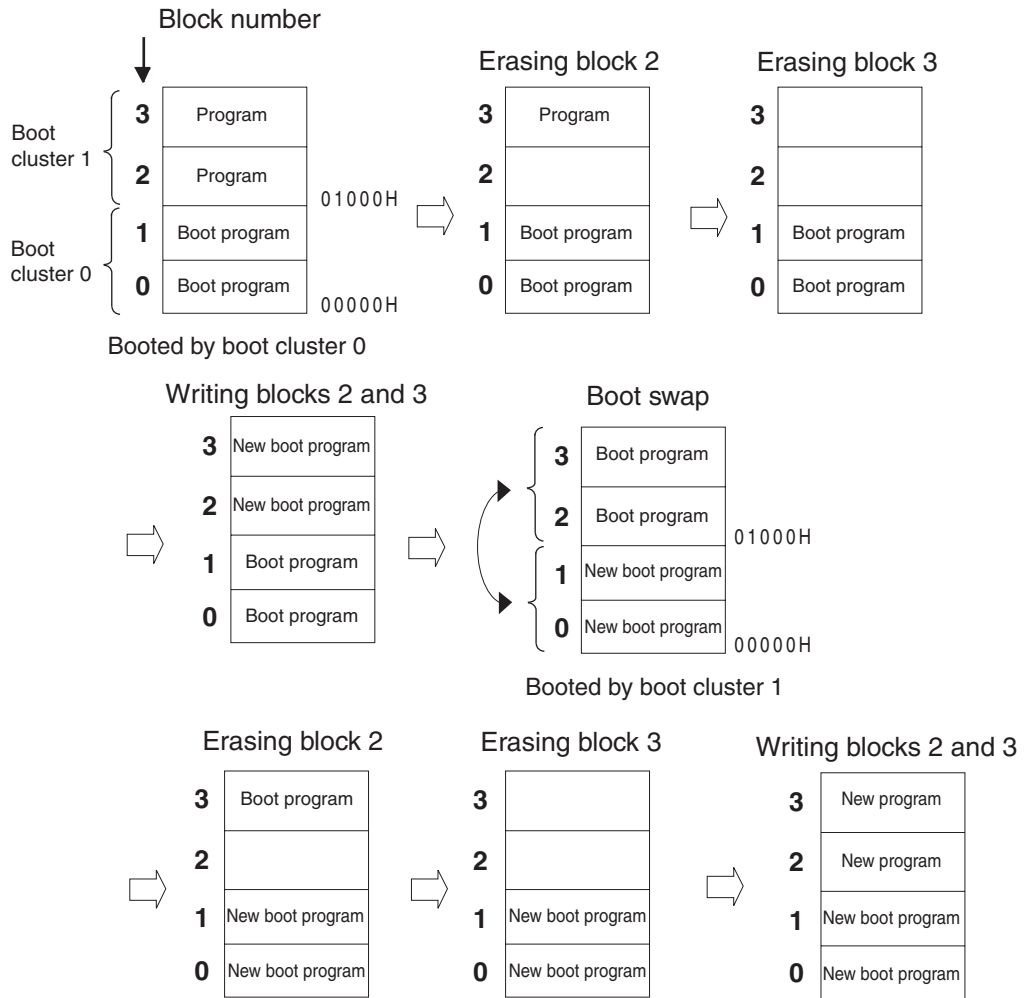 Block number
Erasing block 2
Erasing block 3
Boot
cluster 1
Boot
cluster 0
3 Program
2 Program
01000H
1 Boot program
0 Boot program
00000H
Booted by boot cluster 0
3 Program
2
1 Boot program
0 Boot program
3
2
1 Boot program
0 Boot program
Writing blocks 2 and 3
3 New boot program
2 New boot program
1 Boot program
0 Boot program
Boot swap
3 Boot program
2 Boot program
01000H
1 New boot program
0 New boot program
00000H
Booted by boot cluster 1
Erasing block 2
3 Boot program
2
1 New boot program
0 New boot program
Erasing block 3
3
2
1 New boot program
0 New boot program
Writing blocks 2 and 3
3 New program
2 New program
1 New boot program
0 New boot program